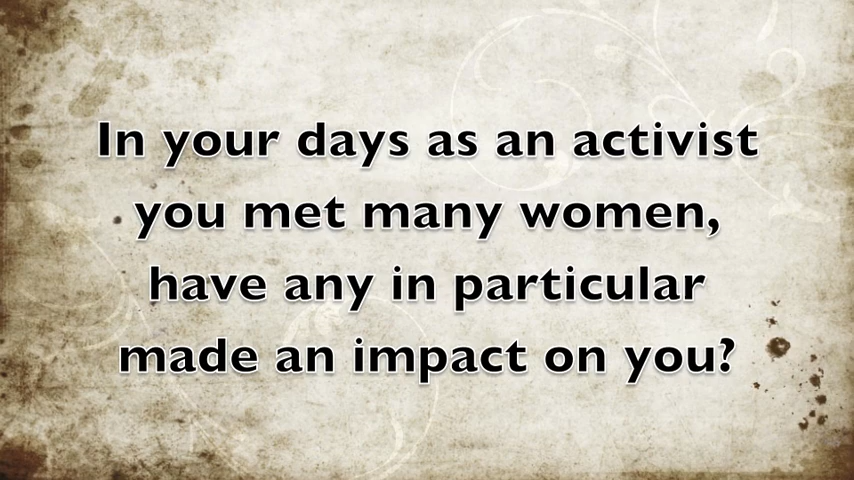 In your days as an activist
you met many women,
have any in particular
made an impact on you?